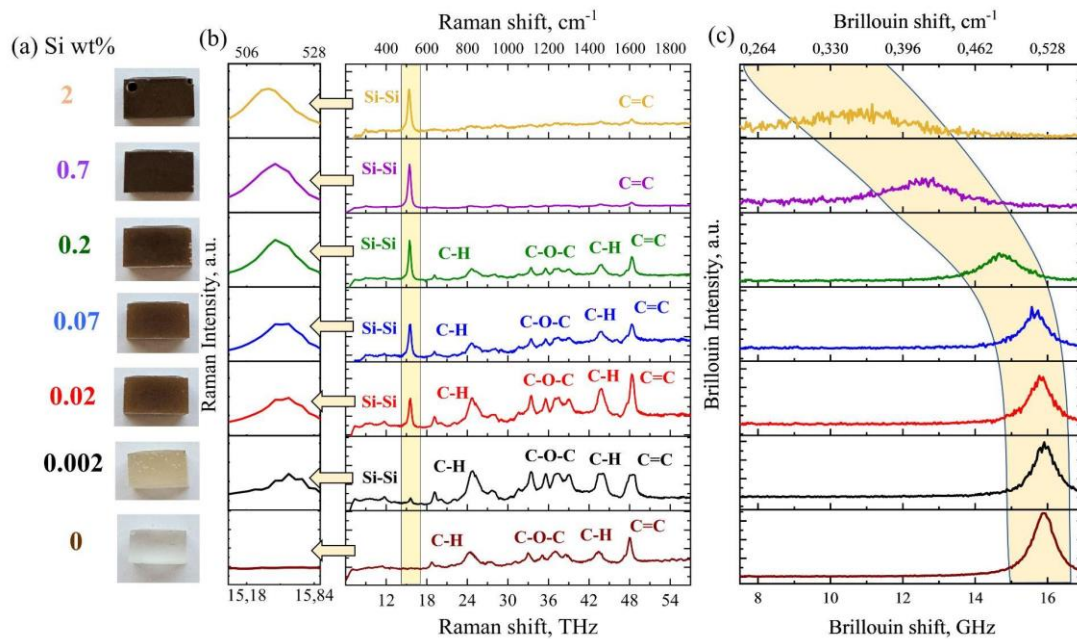 (a) Si wt%
2
0.7
0.2
0.07
0.02
0.002
0
(b)
506 528
Raman shift, cm⁻¹
400 600 800 1000 1200 1400 1600 1800
Si-Si C=C
Si-Si C=C
Si-Si C-H C-O-C C-H C=C
Si-Si C-H C-O-C C-H C=C
Si-Si C-H C-O-C C-H C=C
Si-Si C-H C-O-C C-H C=C
C-H C-O-C C-H C=C
Raman Intensity, a.u.
15,18 15,84
12 18 24 30 36 42 48 54
Raman shift, THz
(c)
Brillouin shift, cm⁻¹
0,264 0,330 0,396 0,462 0,528
Brillouin Intensity, a.u.
8 10 12 14 16
Brillouin shift, GHz